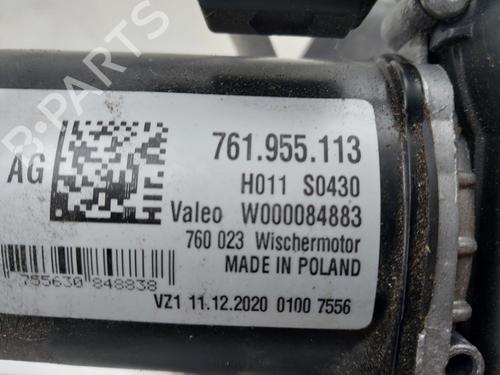 B-PARTS
AG
761.955.113
H011 S0430
Valeo W000084883
760 023 Wischermotor
MADE IN POLAND
755630 848838
VZ1 11.12.2020 0100 7556